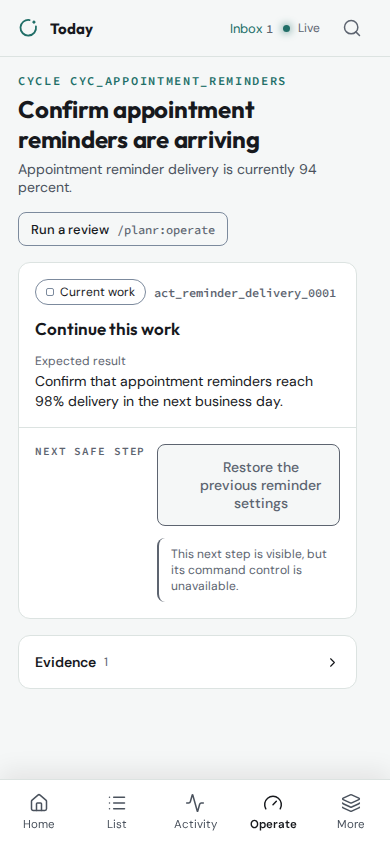 Today
Inbox 1
Live
CYCLE CYC_APPOINTMENT_REMINDERS
Confirm appointment
reminders are arriving
Appointment reminder delivery is currently 94
percent.
Run a review /planr:operate
Current work
act_reminder_delivery_0001
Continue this work
Expected result
Confirm that appointment reminders reach
98% delivery in the next business day.
NEXT SAFE STEP
Restore the
previous reminder
settings
This next step is visible, but
its command control is
unavailable.
Evidence 1
Home
List
Activity
Operate
More